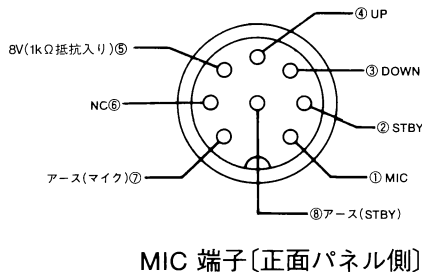 ④ UP
8V(1kΩ抵抗入り)⑤
③ DOWN
NC⑥
② STBY
アース(マイク)⑦
① MIC
⑧アース(STBY)
MIC 端子〔正面パネル側〕